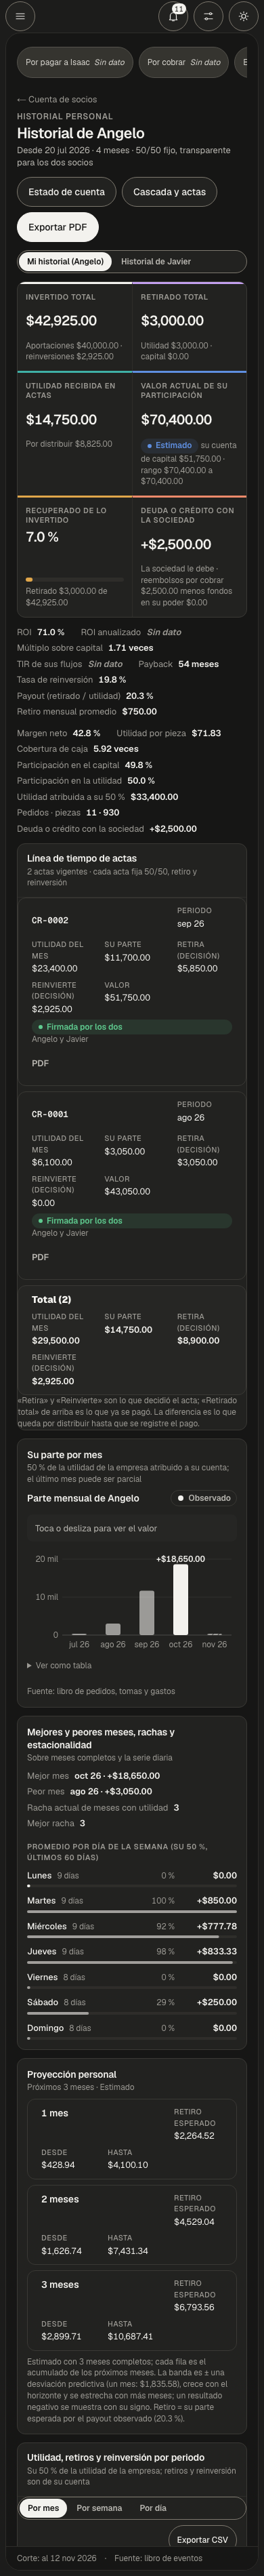 11
Por pagar a Isaac Sin dato
Por cobrar Sin dato
← Cuenta de socios
HISTORIAL PERSONAL
Historial de Angelo
Desde 20 jul 2026 · 4 meses · 50/50 fijo, transparente
para los dos socios
Estado de cuenta
Cascada y actas
Exportar PDF
Mi historial (Angelo)
Historial de Javier
INVERTIDO TOTAL
$42,925.00
Aportaciones $40,000.00 ·
reinversiones $2,925.00
RETIRADO TOTAL
$3,000.00
Utilidad $3,000.00 ·
capital $0.00
UTILIDAD RECIBIDA EN
ACTAS
$14,750.00
Por distribuir $8,825.00
VALOR ACTUAL DE SU
PARTICIPACIÓN
$70,400.00
Estimado su cuenta
de capital $51,750.00 ·
rango $70,400.00 a
$70,400.00
RECUPERADO DE LO
INVERTIDO
7.0 %
Retirado $3,000.00 de
$42,925.00
DEUDA O CRÉDITO CON
LA SOCIEDAD
+$2,500.00
La sociedad le debe ·
reembolsos por cobrar
$2,500.00 menos fondos
en su poder $0.00
ROI 71.0 % ROI anualizado Sin dato
Múltiplo sobre capital 1.71 veces
TIR de sus flujos Sin dato Payback 54 meses
Tasa de reinversión 19.8 %
Payout (retirado / utilidad) 20.3 %
Retiro mensual promedio $750.00
Margen neto 42.8 % Utilidad por pieza $71.83
Cobertura de caja 5.92 veces
Participación en el capital 49.8 %
Participación en la utilidad 50.0 %
Utilidad atribuida a su 50 % $33,400.00
Pedidos · piezas 11 · 930
Deuda o crédito con la sociedad +$2,500.00
Línea de tiempo de actas
2 actas vigentes · cada acta fija 50/50, retiro y
reinversión
CR-0002
PERIODO
sep 26
UTILIDAD DEL
MES
$23,400.00
SU PARTE
$11,700.00
RETIRA
(DECISIÓN)
$5,850.00
REINVIERTE
(DECISIÓN)
$2,925.00
VALOR
$51,750.00
Firmada por los dos
Angelo y Javier
PDF
CR-0001
PERIODO
ago 26
UTILIDAD DEL
MES
$6,100.00
SU PARTE
$3,050.00
RETIRA
(DECISIÓN)
$3,050.00
REINVIERTE
(DECISIÓN)
$0.00
VALOR
$43,050.00
Firmada por los dos
Angelo y Javier
PDF
Total (2)
UTILIDAD DEL
MES
$29,500.00
SU PARTE
$14,750.00
RETIRA
(DECISIÓN)
$8,900.00
REINVIERTE
(DECISIÓN)
$2,925.00
«Retira» y «Reinvierte» son lo que decidió el acta; «Retirado
total» de arriba es lo que ya se pagó. La diferencia es lo que
queda por distribuir hasta que se registre el pago.
Su parte por mes
50 % de la utilidad de la empresa atribuido a su cuenta;
el último mes puede ser parcial
Parte mensual de Angelo
Observado
Toca o desliza para ver el valor
20 mil
+$18,650.00
10 mil
0
jul 26 ago 26 sep 26 oct 26 nov 26
▶ Ver como tabla
Fuente: libro de pedidos, tomas y gastos
Mejores y peores meses, rachas y
estacionalidad
Sobre meses completos y la serie diaria
Mejor mes oct 26 · +$18,650.00
Peor mes ago 26 · +$3,050.00
Racha actual de meses con utilidad 3
Mejor racha 3
PROMEDIO POR DÍA DE LA SEMANA (SU 50 %,
ÚLTIMOS 60 DÍAS)
Lunes 9 días 0 % $0.00
Martes 9 días 100 % +$850.00
Miércoles 9 días 92 % +$777.78
Jueves 9 días 98 % +$833.33
Viernes 8 días 0 % $0.00
Sábado 8 días 29 % +$250.00
Domingo 8 días 0 % $0.00
Proyección personal
Próximos 3 meses · Estimado
1 mes
RETIRO
ESPERADO
$2,264.52
DESDE
$428.94
HASTA
$4,100.10
2 meses
RETIRO
ESPERADO
$4,529.04
DESDE
$1,626.74
HASTA
$7,431.34
3 meses
RETIRO
ESPERADO
$6,793.56
DESDE
$2,899.71
HASTA
$10,687.41
Estimado con 3 meses completos; cada fila es el
acumulado de los próximos meses. La banda es ± una
desviación predictiva (un mes: $1,835.58), crece con el
horizonte y se estrecha con más meses; un resultado
negativo se muestra con su signo. Retiro = su parte
esperada por el payout observado (20.3 %).
Utilidad, retiros y reinversión por periodo
Su 50 % de la utilidad de la empresa; retiros y reinversión
son de su cuenta
Por mes
Por semana
Por día
Exportar CSV
Corte: al 12 nov 2026 · Fuente: libro de eventos